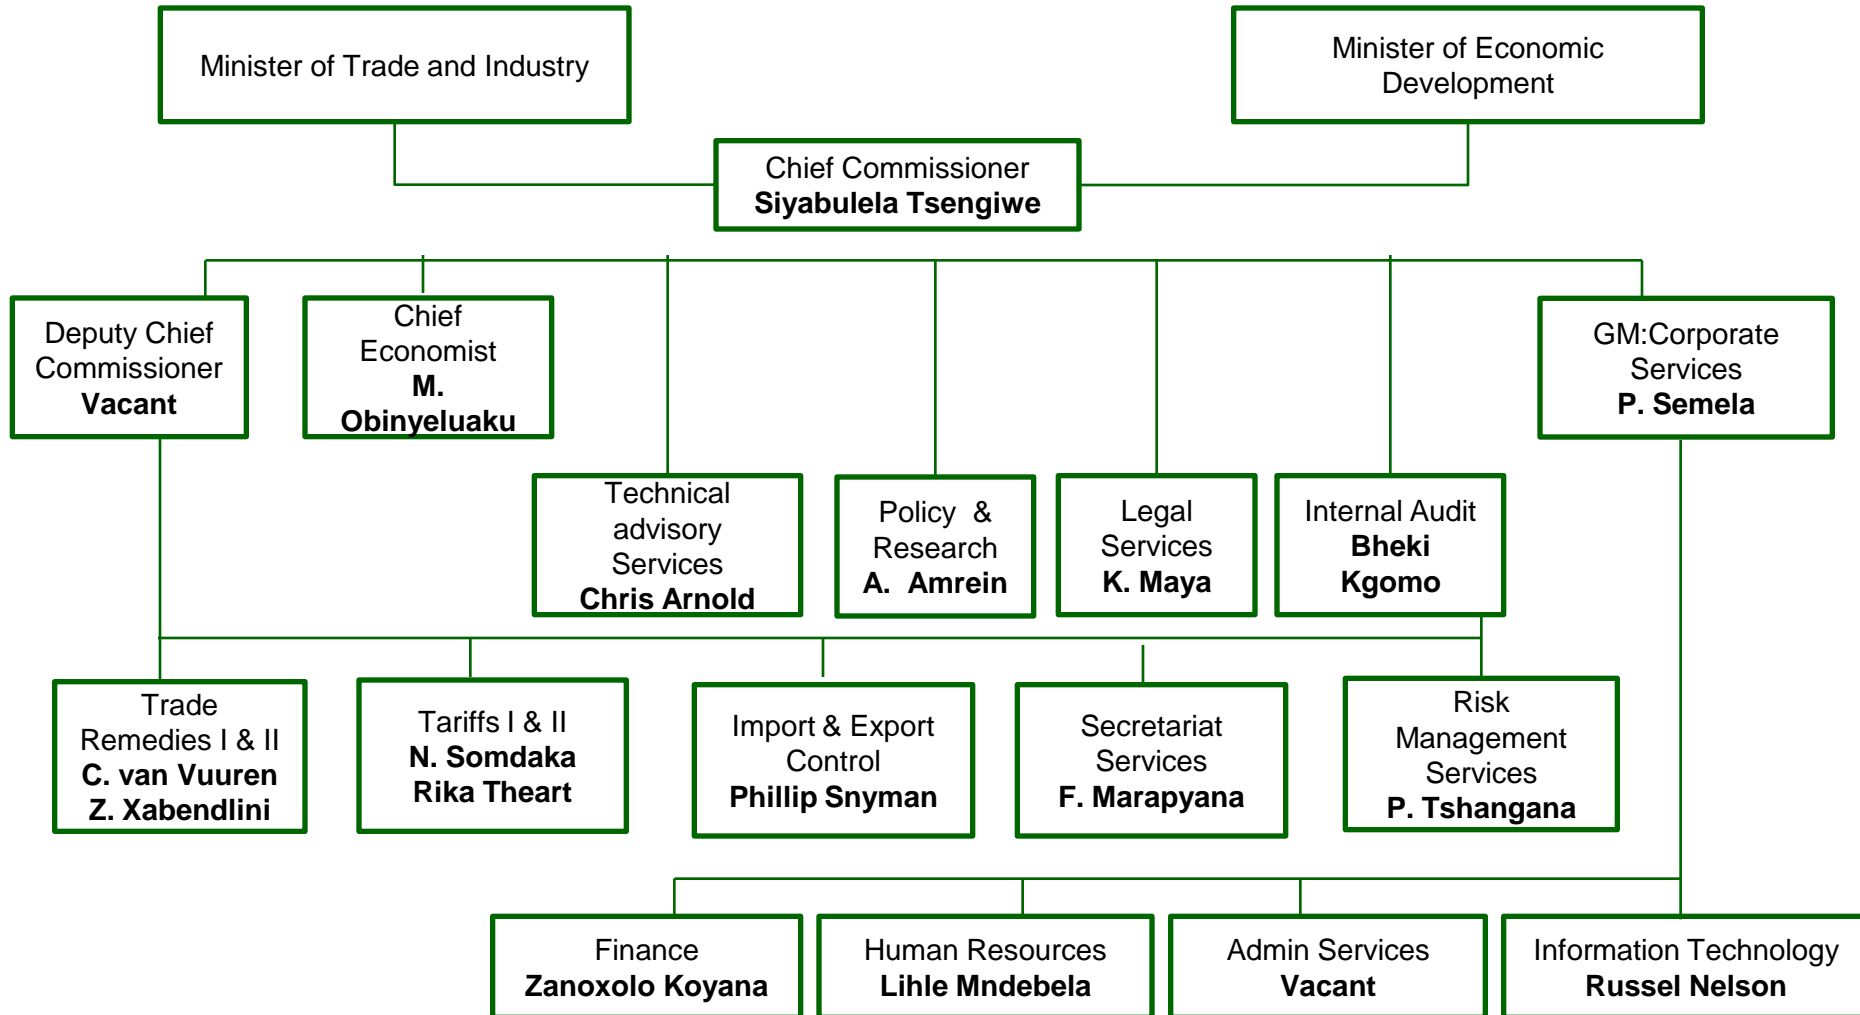 Minister of Trade and Industry
Minister of Economic
Development
Chief Commissioner
Siyabulela Tsengiwe
Deputy Chief
Commissioner
Vacant
Chief
Economist
M.
Obinyeluaku
GM:Corporate
Services
P. Semela
Technical
advisory
Services
Chris Arnold
Policy & 
Research
A. Amrein
Legal
Services
K. Maya
Internal Audit
Bheki
Kgomo
Trade
Remedies I & II
C. van Vuuren
Z. Xabendlini
Tariffs I & II
N. Somdaka
Rika Theart
Import & Export
Control
Phillip Snyman
Secretariat
Services
F. Marapyana
Risk
Management
Services
P. Tshangana
Finance
Zanoxolo Koyana
Human Resources
Lihle Mndebela
Admin Services
Vacant
Information Technology
Russel Nelson